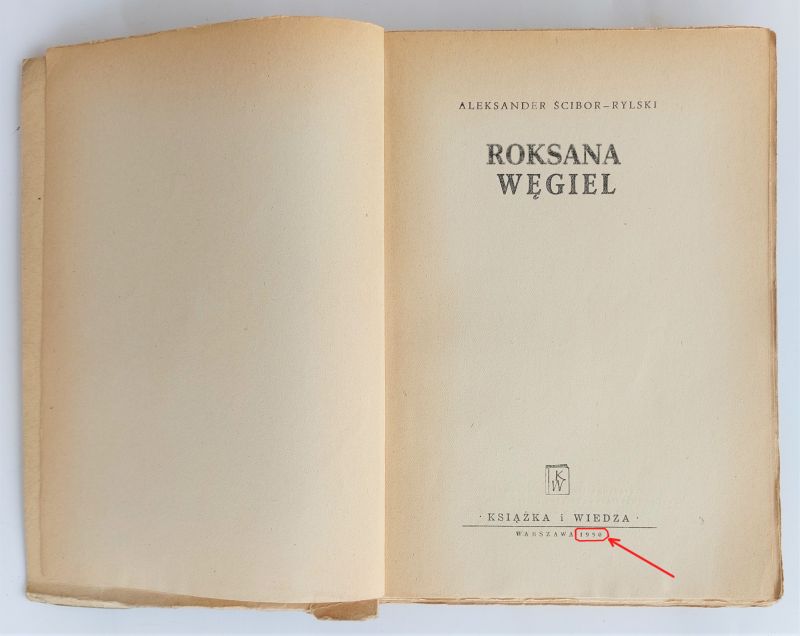 ALEKSANDER ŚCIBOR–RYLSKI
ROKSANA
WĘGIEL
K
W
· KSIĄŻKA i WIEDZA ·
WARSZAWA 1950